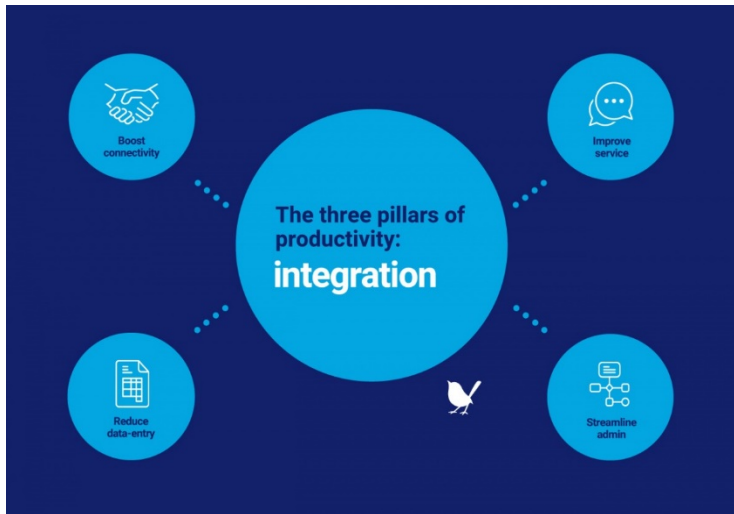 Boost
connectivity
Improve
service
The three pillars of
productivity:
integration
Reduce
data-entry
Streamline
admin